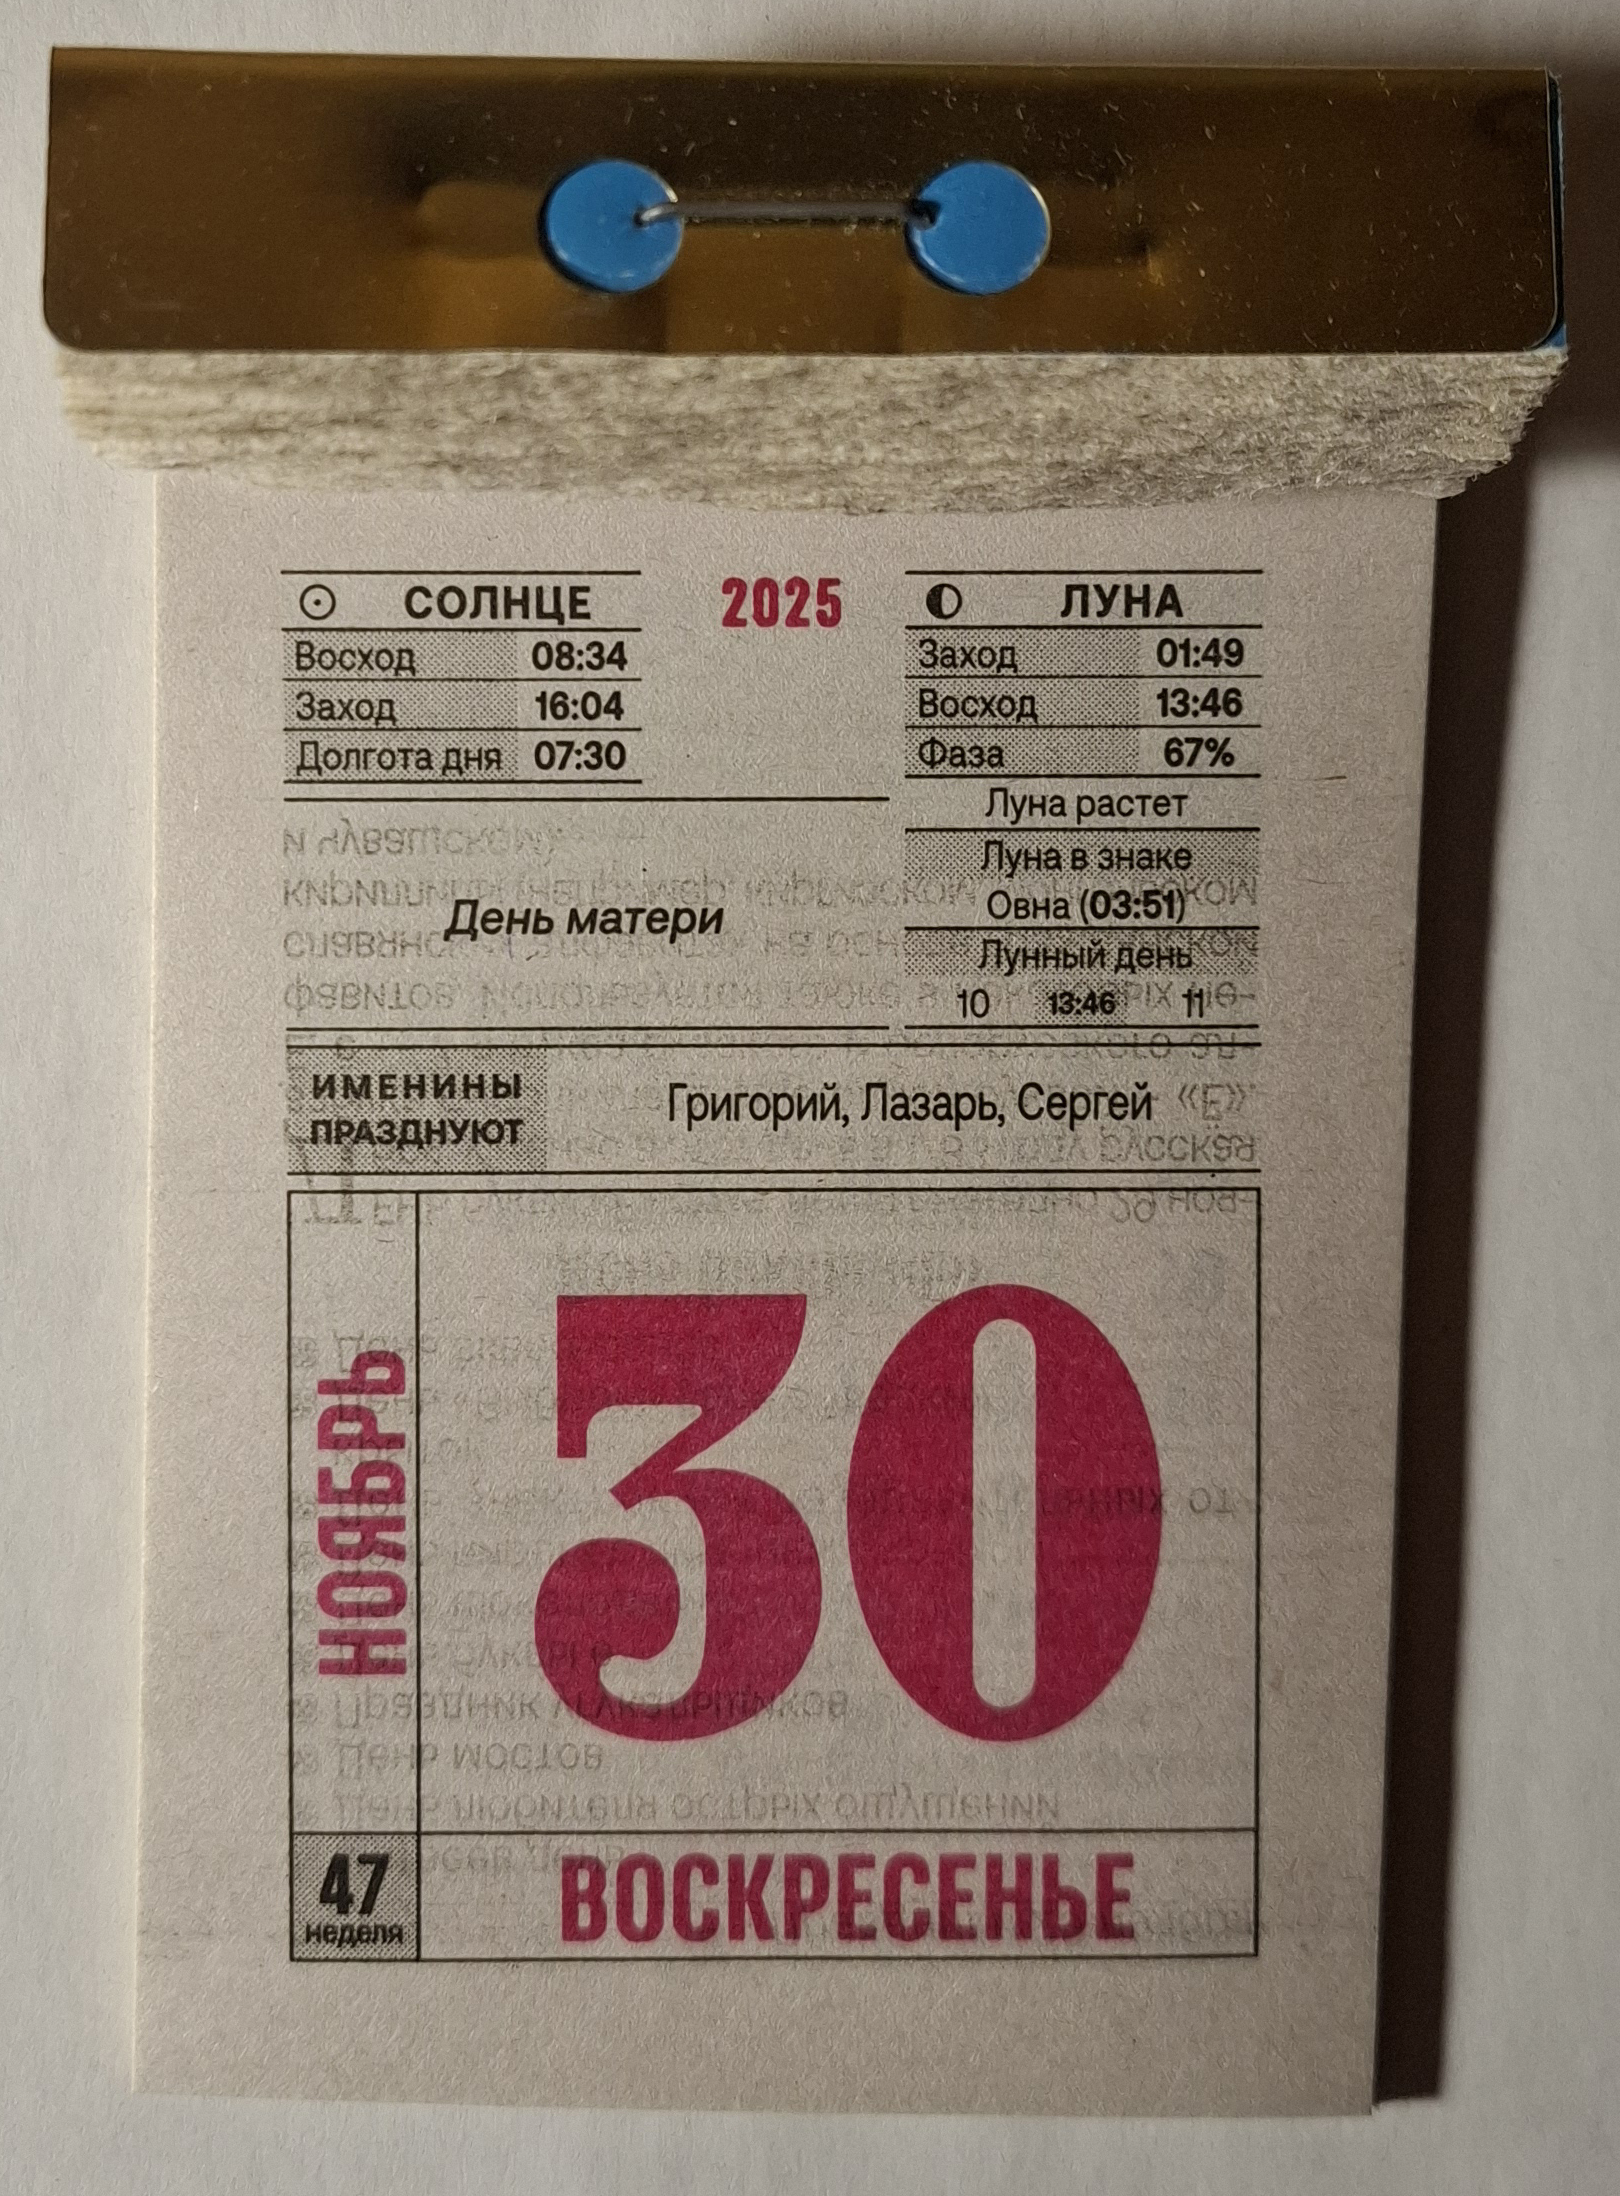 СОЛНЦЕ
Восход 08:34
Заход 16:04
Долгота дня 07:30
2025
ЛУНА
Заход 01:49
Восход 13:46
Фаза 67%
Луна растет
Луна в знаке
Овна (03:51)
Лунный день
10 13:46 11
День матери
ИМЕНИНЫ
ПРАЗДНУЮТ
Григорий, Лазарь, Сергей
НОЯБРЬ
30
47
неделя
ВОСКРЕСЕНЬЕ